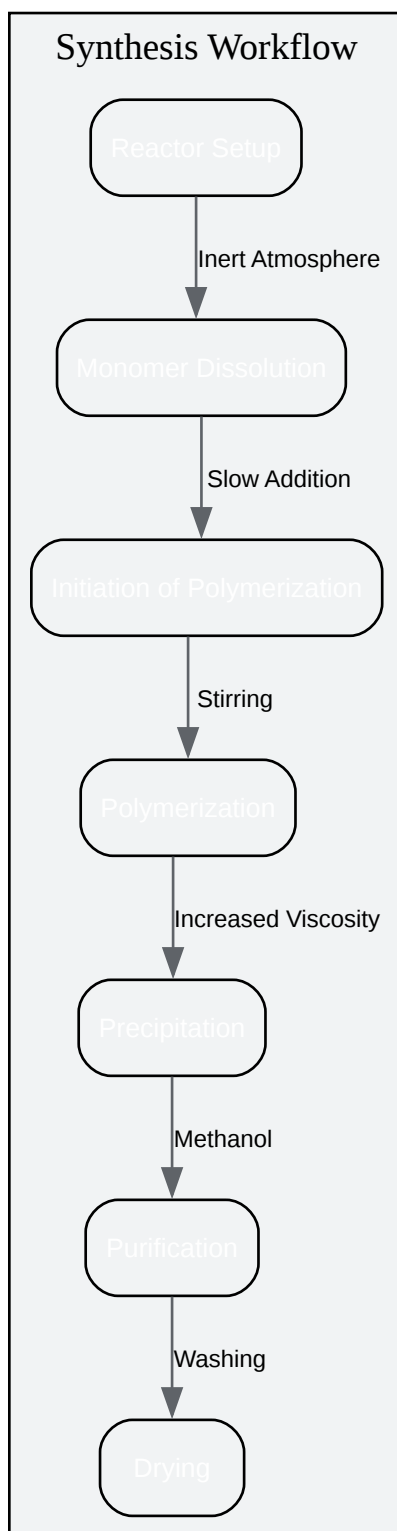 Synthesis Workflow
Reactor Setup
Inert Atmosphere
Monomer Dissolution
Slow Addition
Initiation of Polymerization
Stirring
Polymerization
Increased Viscosity
Precipitation
Methanol
Purification
Washing
Drying